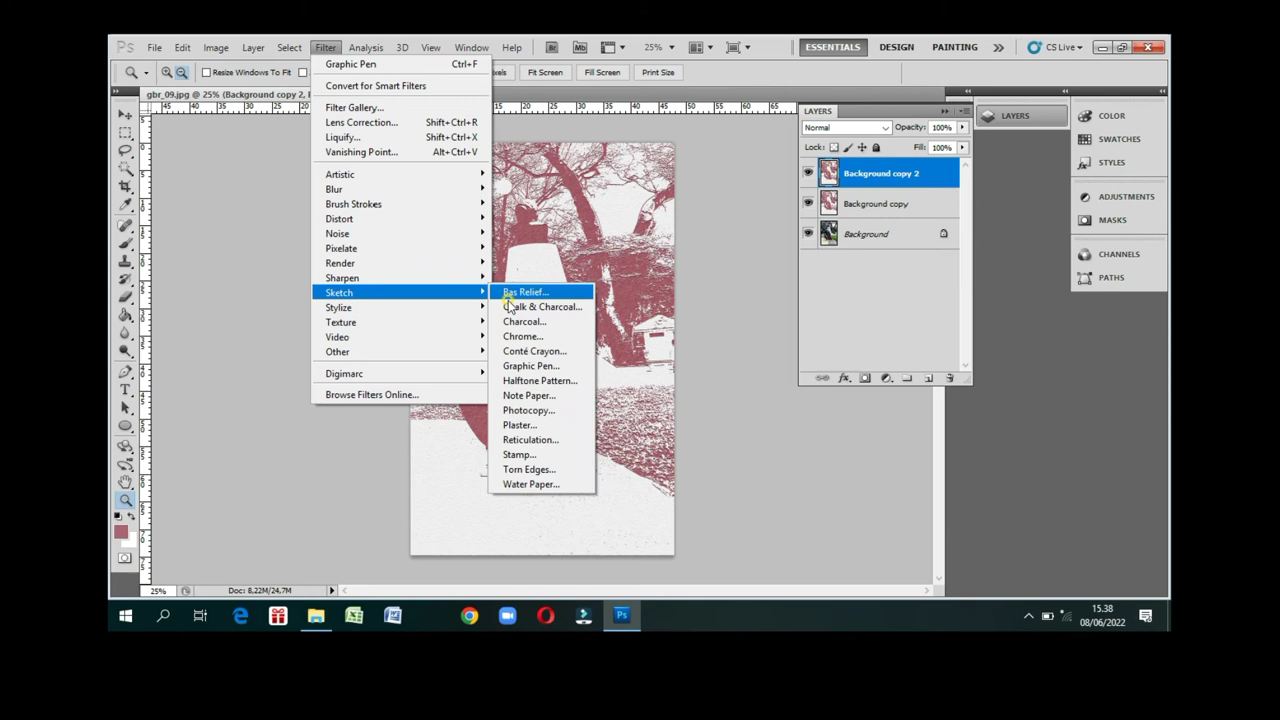 Ps File Edit Image Layer Select Filter Analysis 3D View Window Help Br Mb 25% ESSENTIALS DESIGN PAINTING CS Live
Resize Windows To Fit Fit Screen Fill Screen Print Size
gbr_09.jpg @ 25% (Background copy 2,
Graphic Pen Ctrl+F
Convert for Smart Filters
Filter Gallery...
Lens Correction... Shift+Ctrl+R
Liquify... Shift+Ctrl+X
Vanishing Point... Alt+Ctrl+V
Artistic
Blur
Brush Strokes
Distort
Noise
Pixelate
Render
Sharpen
Sketch
Stylize
Texture
Video
Other
Digimarc
Browse Filters Online...
Bas Relief...
Chalk & Charcoal...
Charcoal...
Chrome...
Conté Crayon...
Graphic Pen...
Halftone Pattern...
Note Paper...
Photocopy...
Plaster...
Reticulation...
Stamp...
Torn Edges...
Water Paper...
LAYERS
Normal Opacity: 100%
Lock: Fill: 100%
Background copy 2
Background copy
Background
LAYERS
COLOR
SWATCHES
STYLES
ADJUSTMENTS
MASKS
CHANNELS
PATHS
25% Doc: 8,22M/24,7M
Ps
15.38
08/06/2022